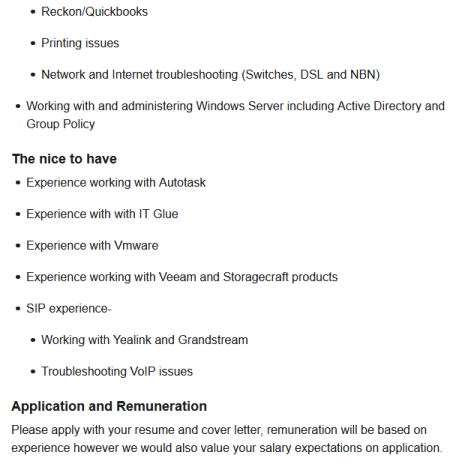 • Reckon/Quickbooks
• Printing issues
• Network and Internet troubleshooting (Switches, DSL and NBN)
• Working with and administering Windows Server including Active Directory and
Group Policy
The nice to have
• Experience working with Autotask
• Experience with with IT Glue
• Experience with Vmware
• Experience working with Veeam and Storagecraft products
• SIP experience-
• Working with Yealink and Grandstream
• Troubleshooting VoIP issues
Application and Remuneration
Please apply with your resume and cover letter, remuneration will be based on
experience however we would also value your salary expectations on application.